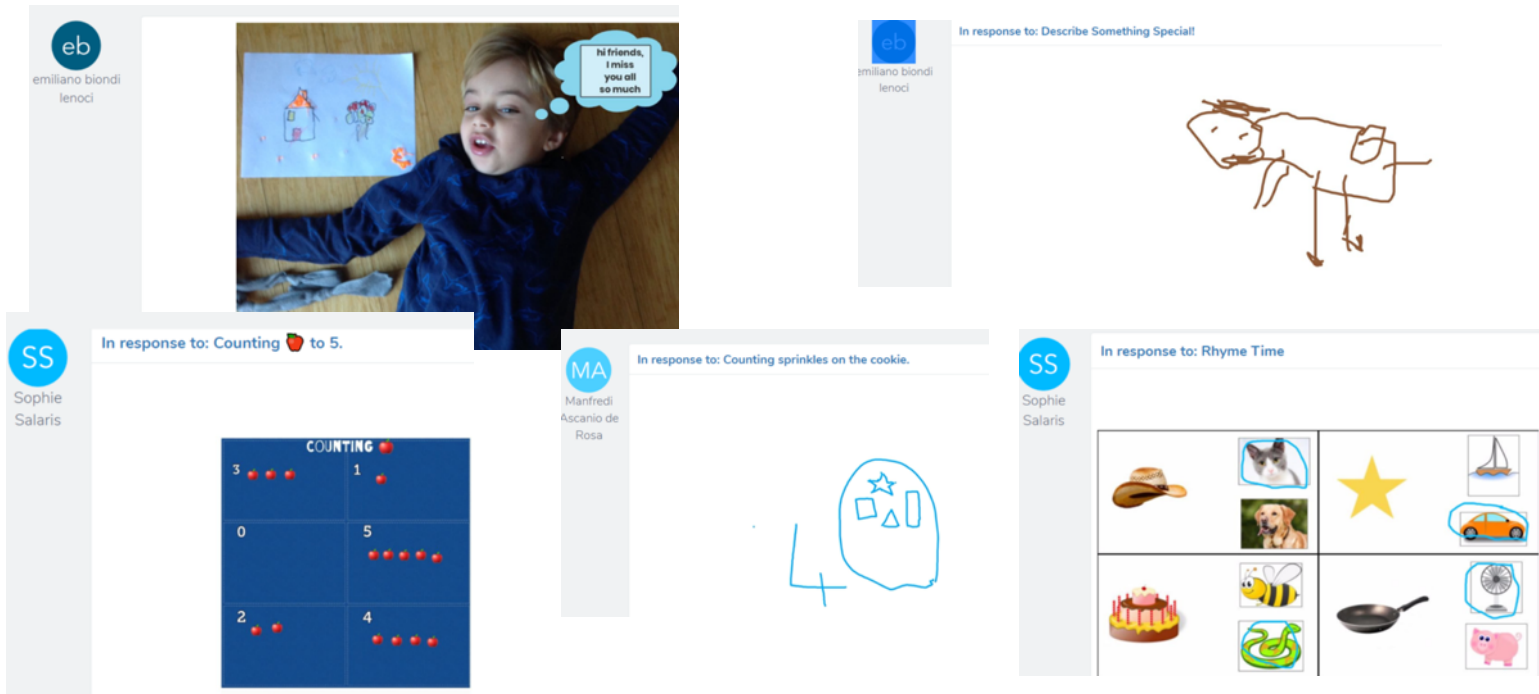 eb
emiliano biondi
lenoci
hi friends,
I miss
you all
so much
eb
emiliano biondi
lenoci
In response to: Describe Something Special!
SS
Sophie
Salaris
In response to: Counting 🍎 to 5.
COUNTING
3
1
0
5
2
4
MA
Manfredi
Ascanio de
Rosa
In response to: Counting sprinkles on the cookie.
4
SS
Sophie
Salaris
In response to: Rhyme Time